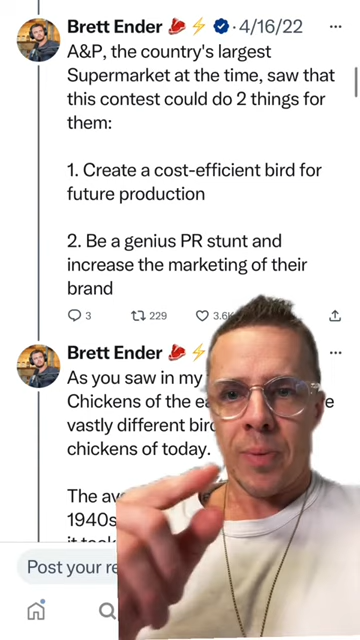 Brett Ender 🥩⚡ · 4/16/22 ...
A&P, the country's largest
Supermarket at the time, saw that
this contest could do 2 things for
them:
1. Create a cost-efficient bird for
future production
2. Be a genius PR stunt and
increase the marketing of their
brand
3 229 3.6K
Brett Ender 🥩⚡ ...
As you saw in my
Chickens of the
vastly different
chickens of today.
The
1940s
Post your